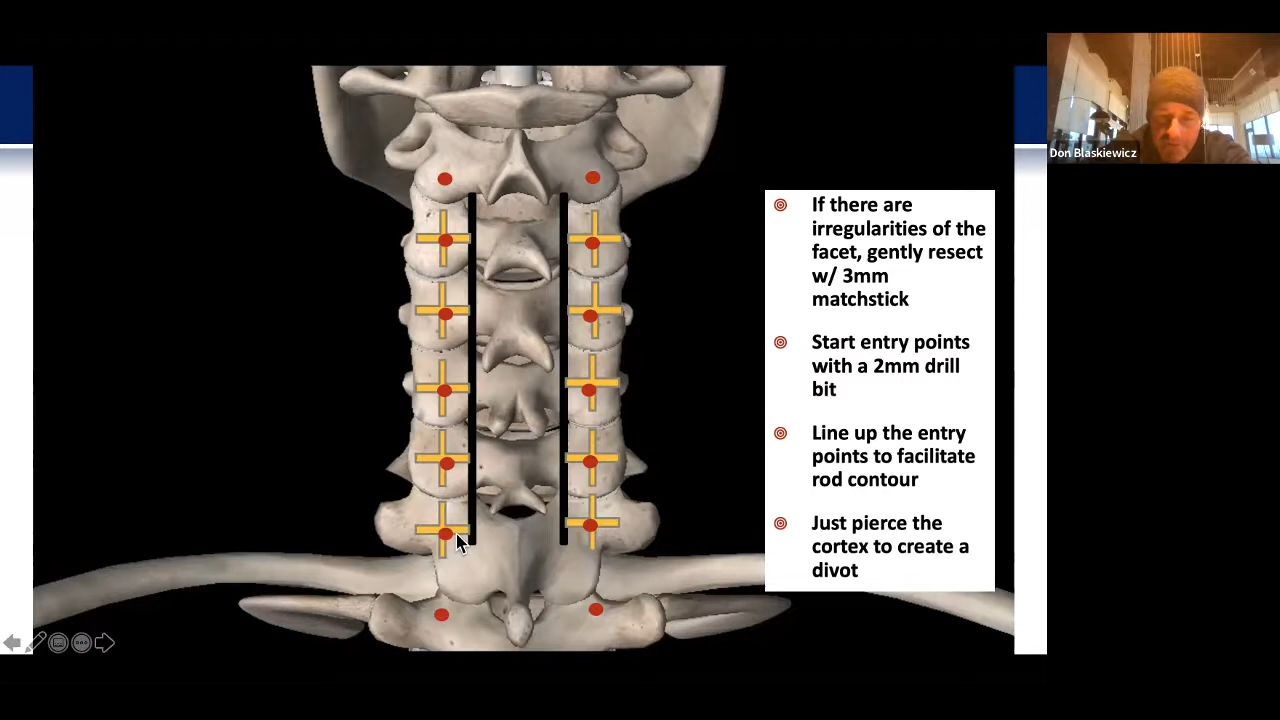 Don Blaskiewicz
If there are
irregularities of the
facet, gently resect
w/ 3mm
matchstick
Start entry points
with a 2mm drill
bit
Line up the entry
points to facilitate
rod contour
Just pierce the
cortex to create a
divot